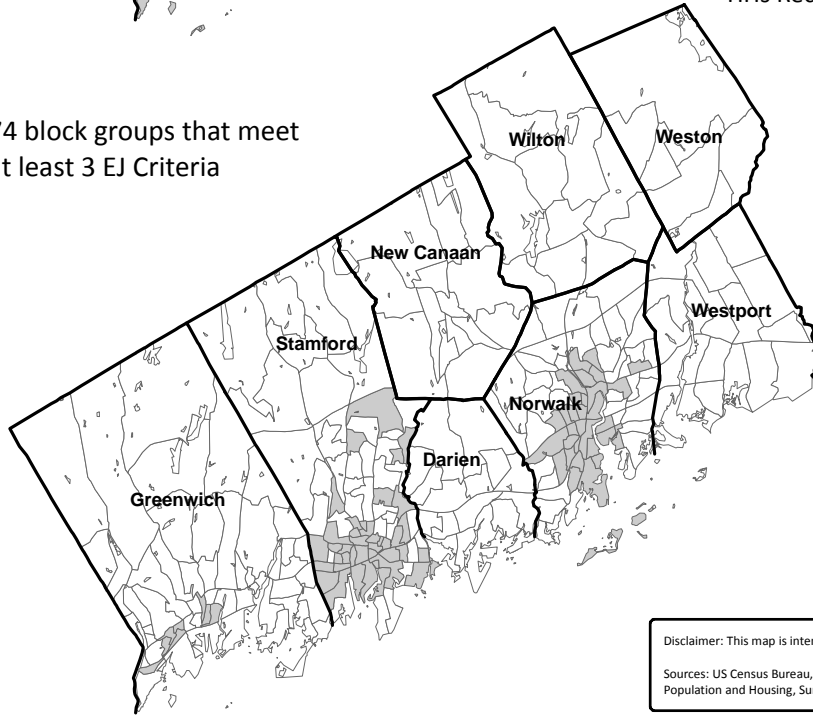 74 block groups that meet
t least 3 EJ Criteria
Wilton
Weston
New Canaan
Westport
Stamford
Norwalk
Darien
Greenwich
Disclaimer: This map is inter
Sources: US Census Bureau,
Population and Housing, Su